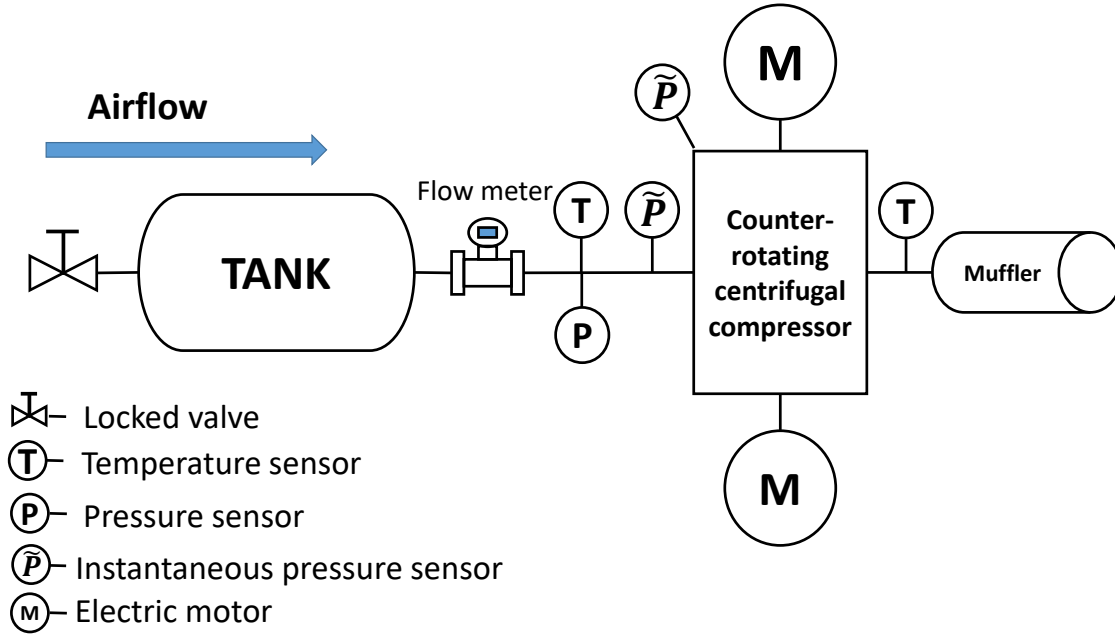 M
P̃
Airflow
Flow meter
T
P̃
T
Counter-
rotating
centrifugal
compressor
TANK
Muffler
P
M
Locked valve
T Temperature sensor
P Pressure sensor
P̃ Instantaneous pressure sensor
M Electric motor